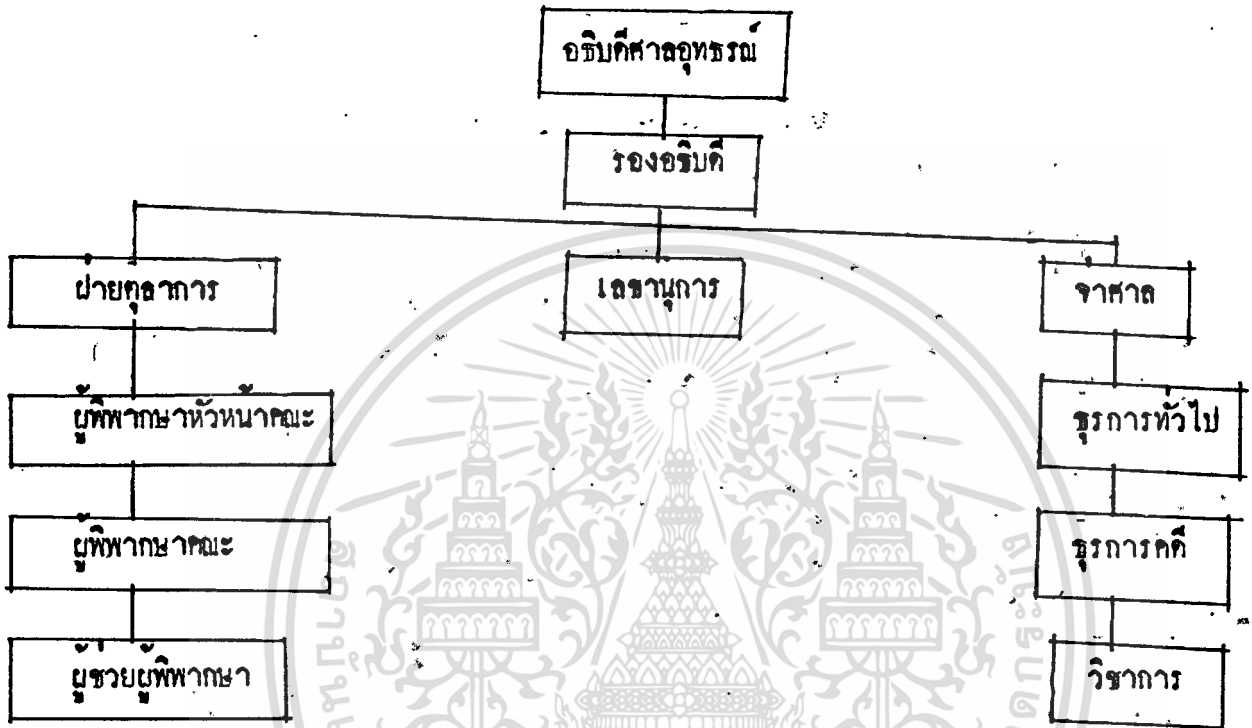 อธิบดีศาลอุทธรณ์
รองอธิบดี
ฝ่ายตุลาการ
เลขานุการ
จ่าศาล
ผู้พิพากษาหัวหน้าคณะ
ธุรการทั่วไป
ผู้พิพากษาคณะ
ธุรการคดี
ผู้ช่วยผู้พิพากษา
วิชาการ